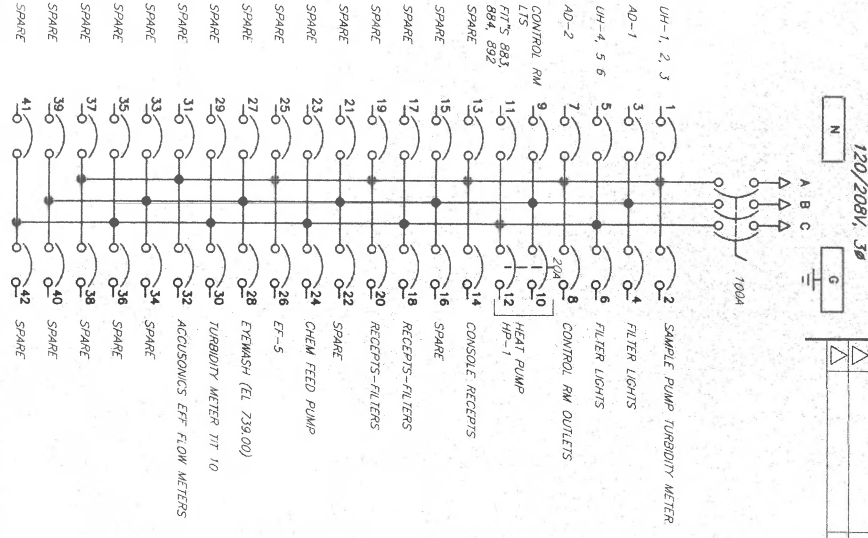 120/208V, 3Ø
N G
A B C
100A
UH-1, 2, 3 1 2 SAMPLE PUMP TURBIDITY METER
AD-1 3 4 FILTER LIGHTS
UH-4, 5 6 5 6 FILTER LIGHTS
AD-2 7 8 CONTROL RM OUTLETS
20A
CONTROL RM
LTS 9 10 HEAT PUMP
HP-1
FIT'S 883,
884, 892 11 12
SPARE 13 14 CONSOLE RECEPTS
SPARE 15 16 SPARE
SPARE 17 18 RECEPTS-FILTERS
SPARE 19 20 RECEPTS-FILTERS
SPARE 21 22 SPARE
SPARE 23 24 CHEM FEED PUMP
SPARE 25 26 EF-5
SPARE 27 28 EYEWASH (EL 739.00)
SPARE 29 30 TURBIDITY METER TIT 10
SPARE 31 32 ACCUSONICS EFF FLOW METERS
SPARE 33 34 SPARE
SPARE 35 36 SPARE
SPARE 37 38 SPARE
SPARE 39 40 SPARE
SPARE 41 42 SPARE